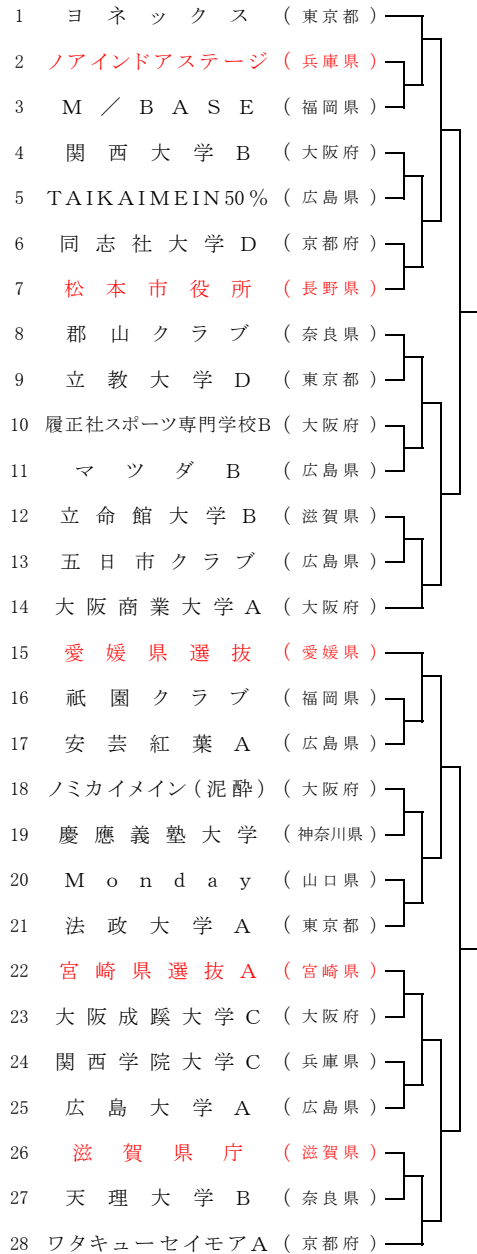 1 ヨネックス (東京都)
2 ノアインドアステージ (兵庫県)
3 M／BASE (福岡県)
4 関西大学B (大阪府)
5 TAIKAIMEIN50％ (広島県)
6 同志社大学D (京都府)
7 松本市役所 (長野県)
8 郡山クラブ (奈良県)
9 立教大学D (東京都)
10 履正社スポーツ専門学校B (大阪府)
11 マツダB (広島県)
12 立命館大学B (滋賀県)
13 五日市クラブ (広島県)
14 大阪商業大学A (大阪府)
15 愛媛県選抜 (愛媛県)
16 祇園クラブ (福岡県)
17 安芸紅葉A (広島県)
18 ノミカイメイン(泥酔) (大阪府)
19 慶應義塾大学 (神奈川県)
20 Monday (山口県)
21 法政大学A (東京都)
22 宮崎県選抜A (宮崎県)
23 大阪成蹊大学C (大阪府)
24 関西学院大学C (兵庫県)
25 広島大学A (広島県)
26 滋賀県庁 (滋賀県)
27 天理大学B (奈良県)
28 ワタキューセイモアA (京都府)